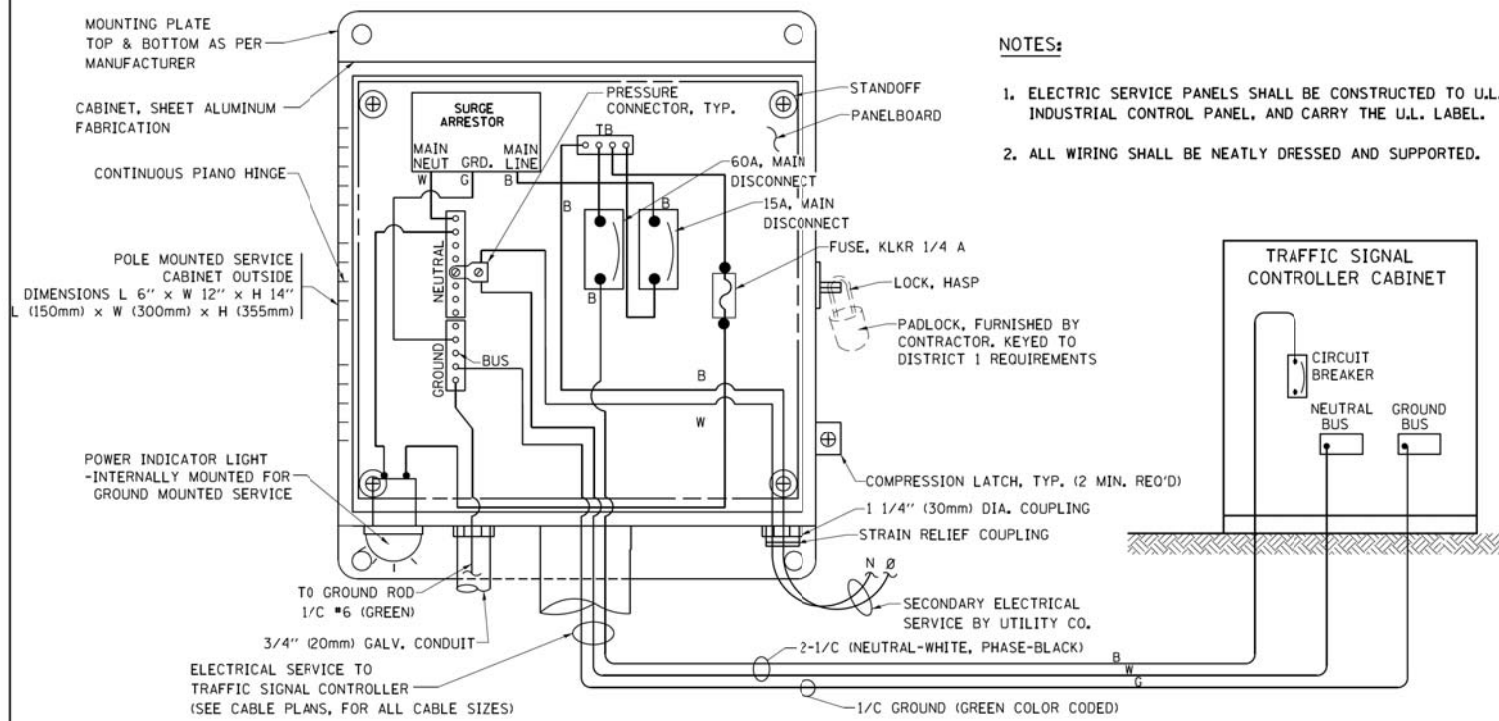 MOUNTING PLATE
TOP & BOTTOM AS PER
MANUFACTURER
CABINET, SHEET ALUMINUM
FABRICATION
CONTINUOUS PIANO HINGE
POLE MOUNTED SERVICE
CABINET OUTSIDE
DIMENSIONS L 6" x W 12" x H 14"
L (150mm) x W (300mm) x H (355mm)
POWER INDICATOR LIGHT
-INTERNALLY MOUNTED FOR
GROUND MOUNTED SERVICE
SURGE
ARRESTOR
MAIN
NEUT
GRD.
MAIN
LINE
W
G
B
PRESSURE
CONNECTOR, TYP.
TB
60A, MAIN
DISCONNECT
15A, MAIN
DISCONNECT
B
B
B
NEUTRAL
GROUND
BUS
B
W
STANDOFF
PANELBOARD
FUSE, KLKR 1/4 A
LOCK, HASP
PADLOCK, FURNISHED BY
CONTRACTOR. KEYED TO
DISTRICT 1 REQUIREMENTS
COMPRESSION LATCH, TYP. (2 MIN. REQ'D)
1 1/4" (30mm) DIA. COUPLING
STRAIN RELIEF COUPLING
N Ø
SECONDARY ELECTRICAL
SERVICE BY UTILITY CO.
TO GROUND ROD
1/C #6 (GREEN)
3/4" (20mm) GALV. CONDUIT
ELECTRICAL SERVICE TO
TRAFFIC SIGNAL CONTROLLER
(SEE CABLE PLANS, FOR ALL CABLE SIZES)
2-1/C (NEUTRAL-WHITE, PHASE-BLACK)
B
W
G
1/C GROUND (GREEN COLOR CODED)
NOTES:
1. ELECTRIC SERVICE PANELS SHALL BE CONSTRUCTED TO U.L.
INDUSTRIAL CONTROL PANEL, AND CARRY THE U.L. LABEL.
2. ALL WIRING SHALL BE NEATLY DRESSED AND SUPPORTED.
TRAFFIC SIGNAL
CONTROLLER CABINET
CIRCUIT
BREAKER
NEUTRAL
BUS
GROUND
BUS